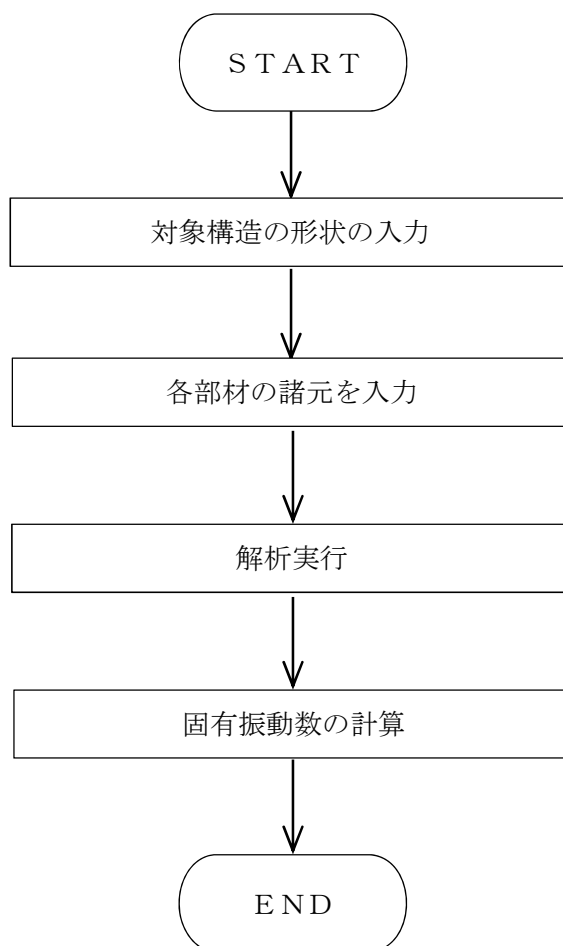 ＳＴＡＲＴ
対象構造の形状の入力
各部材の諸元を入力
解析実行
固有振動数の計算
ＥＮＤ